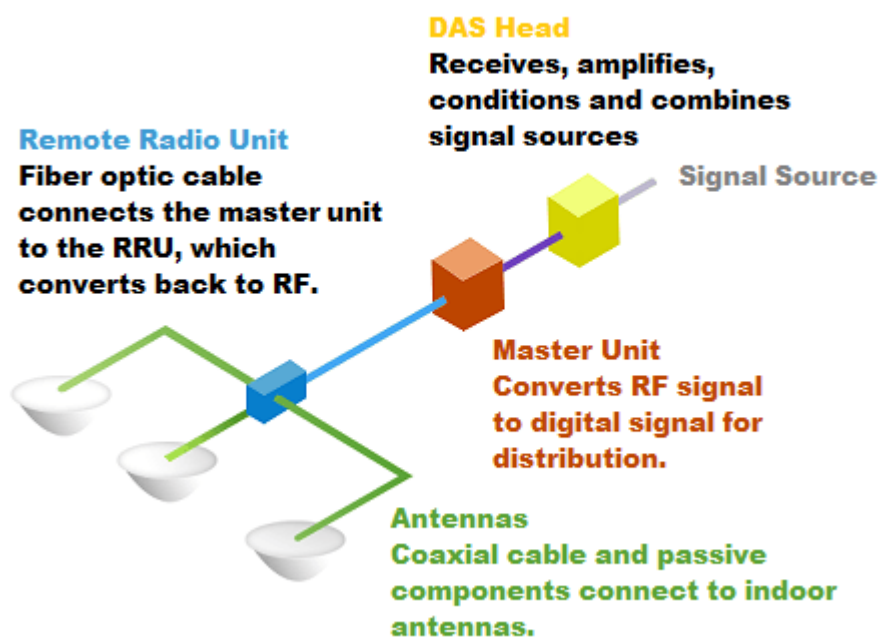 DAS Head
Receives, amplifies,
conditions and combines
signal sources
Remote Radio Unit
Fiber optic cable
connects the master unit
to the RRU, which
converts back to RF.
Signal Source
Master Unit
Converts RF signal
to digital signal for
distribution.
Antennas
Coaxial cable and passive
components connect to indoor
antennas.